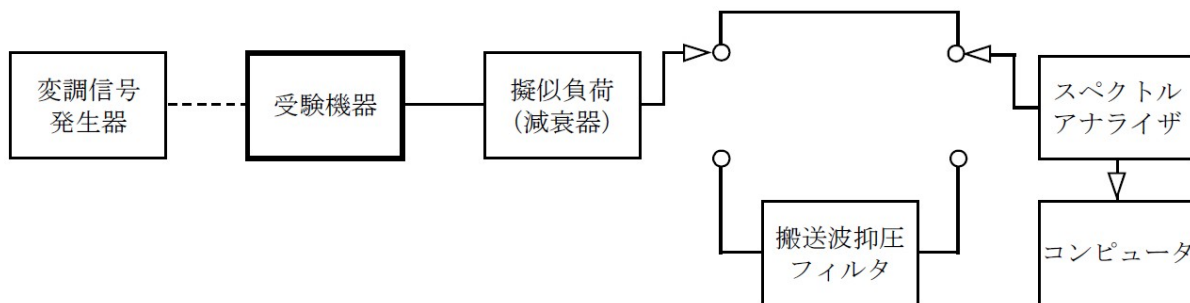 変調信号
発生器
受験機器
擬似負荷
（減衰器）
スペクトル
アナライザ
搬送波抑圧
フィルタ
コンピュータ